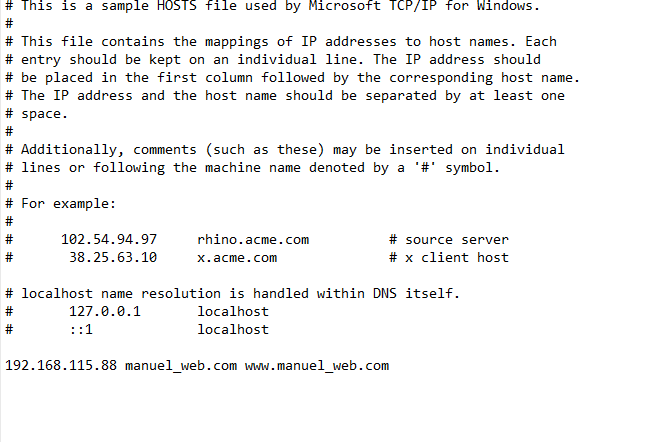 # This is a sample HOSTS file used by Microsoft TCP/IP for Windows.
#
# This file contains the mappings of IP addresses to host names. Each
# entry should be kept on an individual line. The IP address should
# be placed in the first column followed by the corresponding host name.
# The IP address and the host name should be separated by at least one
# space.
#
# Additionally, comments (such as these) may be inserted on individual
# lines or following the machine name denoted by a '#' symbol.
#
# For example:
#
#      102.54.94.97     rhino.acme.com          # source server
#       38.25.63.10     x.acme.com              # x client host

# localhost name resolution is handled within DNS itself.
#       127.0.0.1       localhost
#       ::1             localhost

192.168.115.88 manuel_web.com www.manuel_web.com